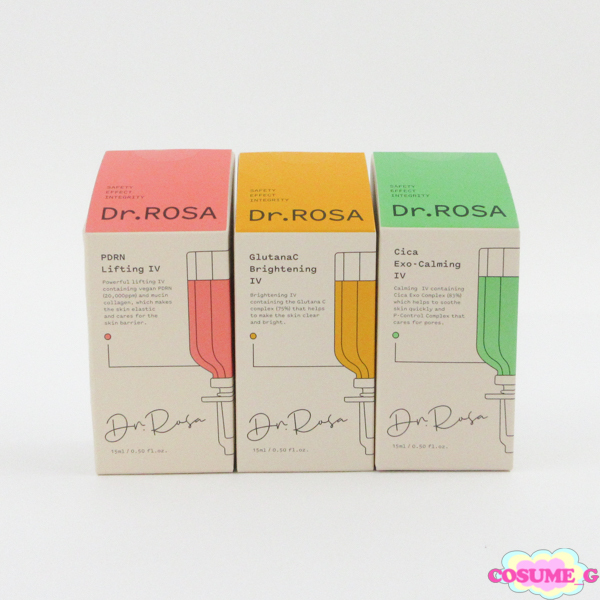 SAFETY
EFFECT
INTEGRITY
Dr.ROSA
PDRN
Lifting IV
Powerful lifting IV
containing vegan PDRN
(20,000ppm) and mucin
collagen, which makes
the skin elastic
and cares for the
skin barrier.
Dr.Rosa
15ml / 0.50 fl.oz.
SAFETY
EFFECT
INTEGRITY
Dr.ROSA
GlutanaC
Brightening
IV
Brightening IV
containing the Glutana C
complex (75%) that helps
to make the skin clear
and bright.
Dr.Rosa
15ml / 0.50 fl.oz.
SAFETY
EFFECT
INTEGRITY
Dr.ROSA
Cica
Exo-Calming
IV
Calming IV containing
Cica Exo Complex (81%)
which helps to soothe
skin quickly and
P-Control Complex that
cares for pores.
Dr.Rosa
15ml / 0.50 fl.oz.
COSUME_G